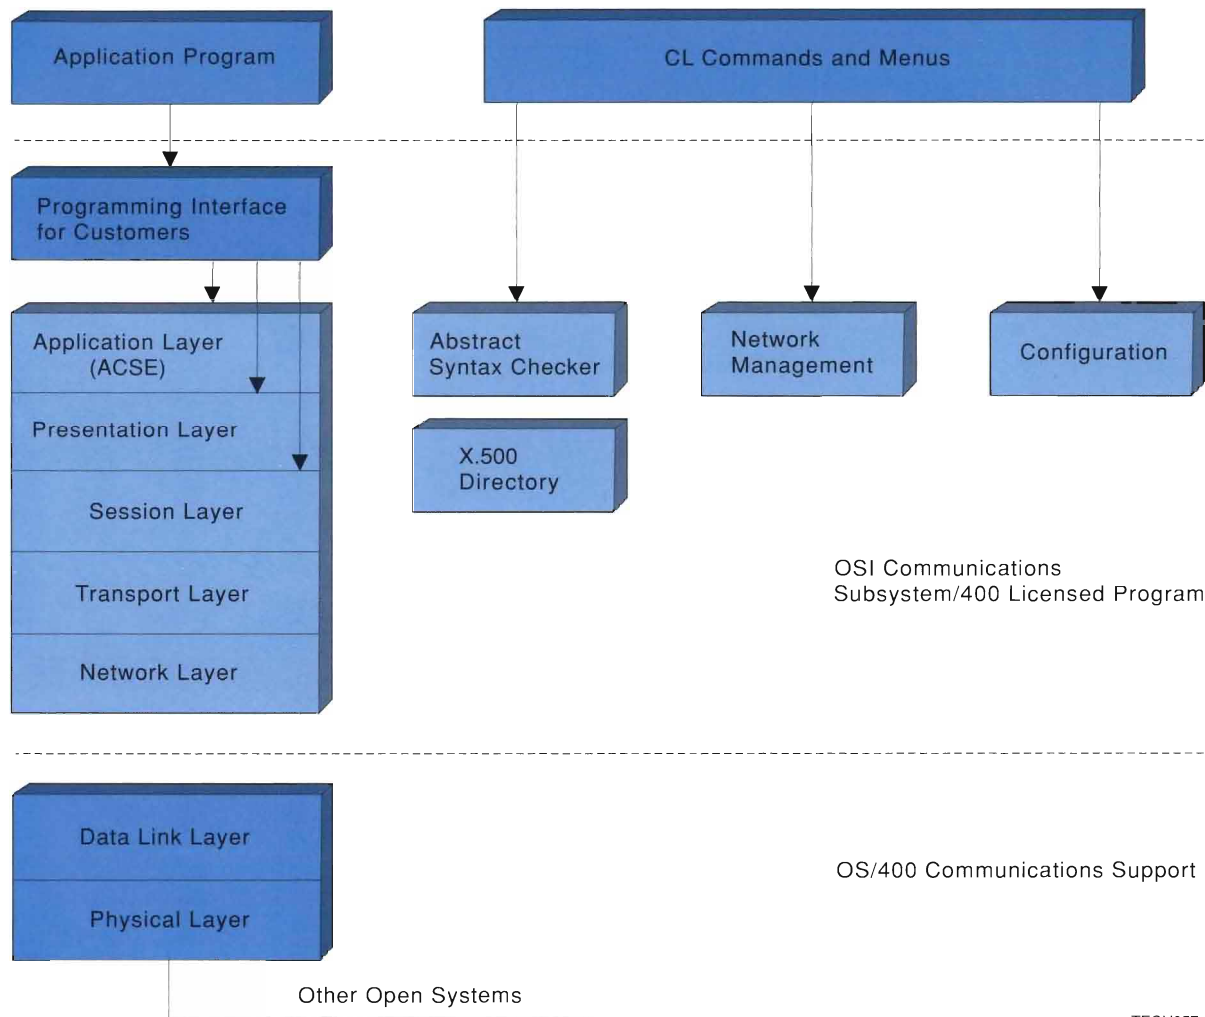 Application Program
CL Commands and Menus
Programming Interface
for Customers
Application Layer
(ACSE)
Presentation Layer
Session Layer
Transport Layer
Network Layer
Abstract
Syntax Checker
X.500
Directory
Network
Management
Configuration
OSI Communications
Subsystem/400 Licensed Program
Data Link Layer
Physical Layer
OS/400 Communications Support
Other Open Systems